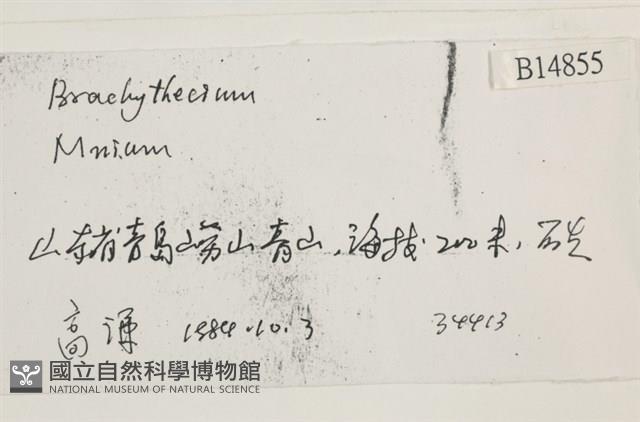 B14855
Brachythecium
Mnium
山东省青岛崂山青山，海拔200米，石
高谦 1984.10.3 34413
國立自然科學博物館
NATIONAL MUSEUM OF NATURAL SCIENCE